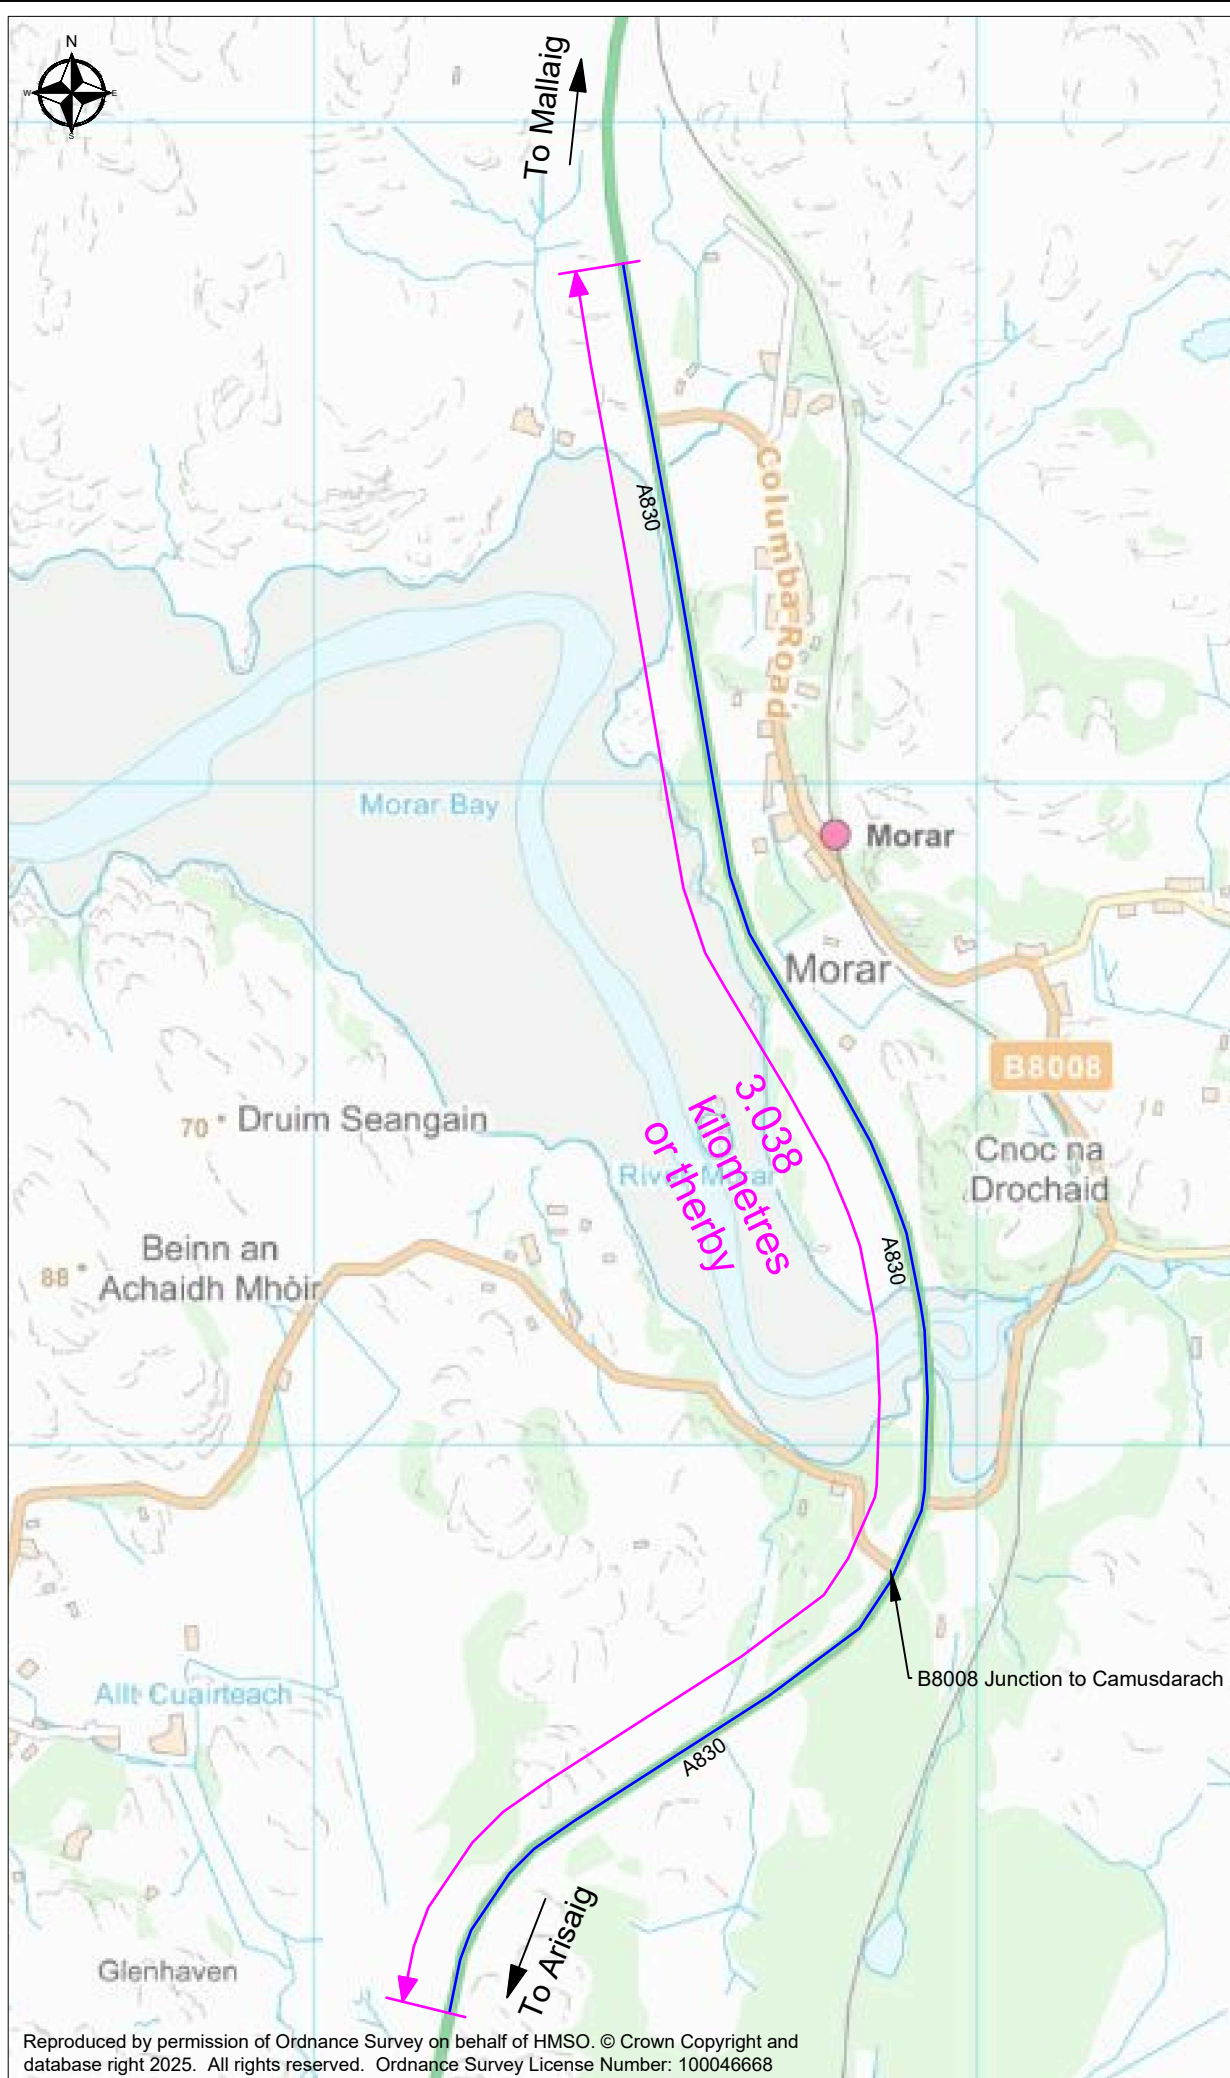 N
W
E
S
To Mallaig
A830
Columba Road
Morar Bay
Morar
Morar
B8008
3.038
kilometres
or therby
70
Druim Seangain
River Morar
Cnoc na
Drochaid
Beinn an
Achaidh Mhòir
88
A830
B8008 Junction to Camusdarach
Allt Cuairteach
A830
To Arisaig
Glenhaven
Reproduced by permission of Ordnance Survey on behalf of HMSO. © Crown Copyright and
database right 2025. All rights reserved. Ordnance Survey License Number: 100046668